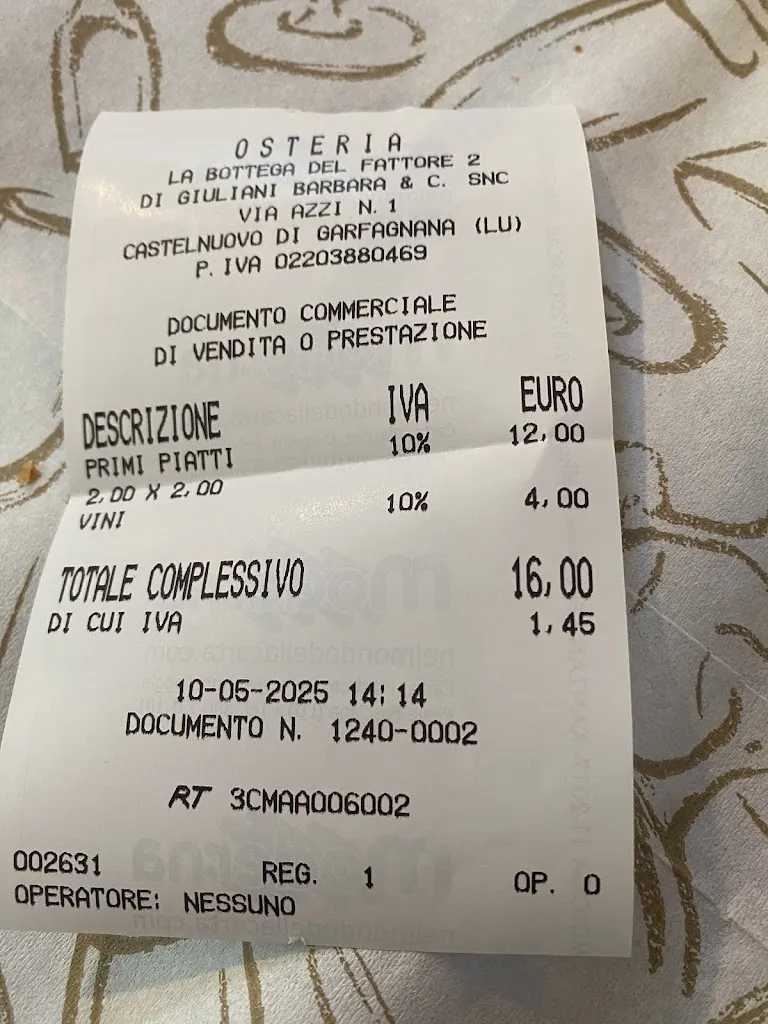 OSTERIA
LA BOTTEGA DEL FATTORE 2
DI GIULIANI BARBARA & C. SNC
VIA AZZI N. 1
CASTELNUOVO DI GARFAGNANA (LU)
P. IVA 02203880469
DOCUMENTO COMMERCIALE
DI VENDITA O PRESTAZIONE
DESCRIZIONE IVA EURO
PRIMI PIATTI 10% 12,00
2,00 X 2,00
VINI 10% 4,00
TOTALE COMPLESSIVO 16,00
DI CUI IVA 1,45
10-05-2025 14:14
DOCUMENTO N. 1240-0002
RT 3CMAA006002
002631 REG. 1 OP. 0
OPERATORE: NESSUNO